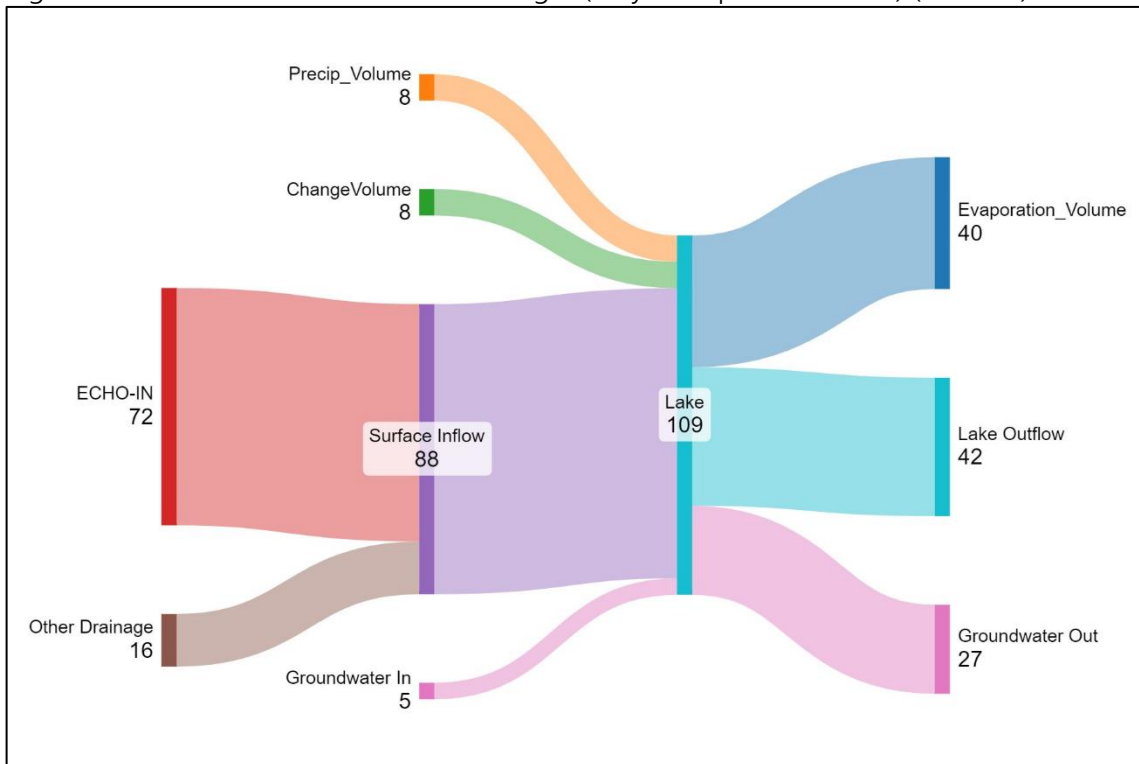 Precip_Volume
8
ChangeVolume
8
Evaporation_Volume
40
ECHO-IN
72
Lake
109
Surface Inflow
88
Lake Outflow
42
Other Drainage
16
Groundwater In
5
Groundwater Out
27